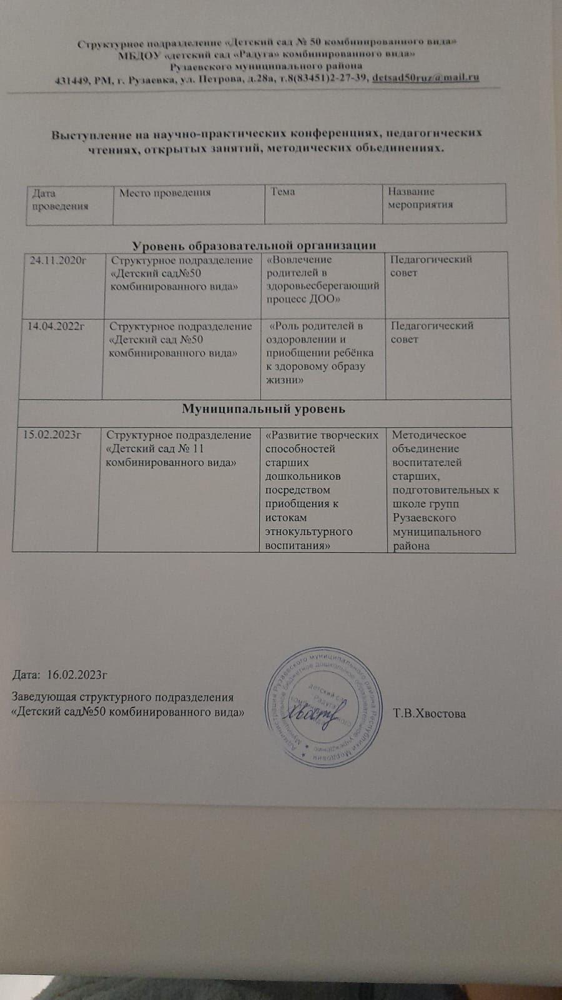 Структурное подразделение «Детский сад № 50 комбинированного вида»
МБДОУ «детский сад «Радуга» комбинированного вида»
Рузаевского муниципального района
431449, РМ, г. Рузаевка, ул. Петрова, д.28а, т.8(83451)2-27-39, detsad50ruz@mail.ru
Выступление на научно-практических конференциях, педагогических
чтениях, открытых занятий, методических обьединениях.
Дата
проведения
Место проведения
Тема
Название
мероприятия
Уровень образовательной организации
24.11.2020г
Структурное подразделение
«Детский сад№50
комбинированного вида»
«Вовлечение
родителей в
здоровьесберегающий
процесс ДОО»
Педагогический
совет
14.04.2022г
Структурное подразделение
«Детский сад №50
комбинированного вида»
«Роль родителей в
оздоровлении и
приобщении ребёнка
к здоровому образу
жизни»
Педагогический
совет
Муниципальный уровень
15.02.2023г
Структурное подразделение
«Детский сад № 11
комбинированного вида»
«Развитие творческих
способностей
старших
дошкольников
посредством
приобщения к
истокам
этнокультурного
воспитания»
Методическое
объединение
воспитателей
старших,
подготовительных к
школе групп
Рузаевского
муниципального
района
Дата: 16.02.2023г
Заведующая структурного подразделения
«Детский сад№50 комбинированного вида»
Т.В.Хвостова
Администрация Рузаевского муниципального района Республики Мордовия
Муниципальное бюджетное дошкольное образовательное учреждение
детский сад
Радуга
комбинированного
вида